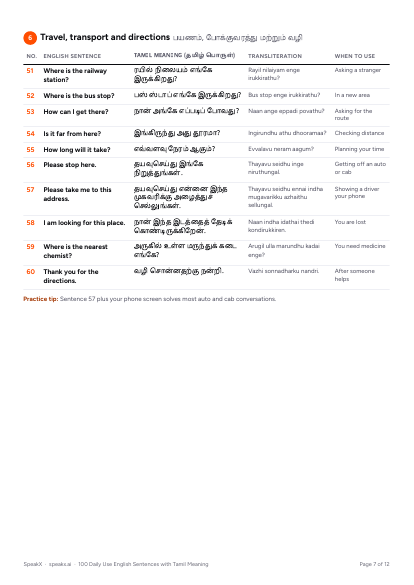 6 Travel, transport and directions பயணம், போக்குவரத்து மற்றும் வழி
NO. ENGLISH SENTENCE TAMIL MEANING (தமிழ் பொருள்) TRANSLITERATION WHEN TO USE
51 Where is the railway station? ரயில் நிலையம் எங்கே இருக்கிறது? Rayil nilaiyam enge irukkirathu? Asking a stranger
52 Where is the bus stop? பஸ் ஸ்டாப் எங்கே இருக்கிறது? Bus stop enge irukkirathu? In a new area
53 How can I get there? நான் அங்கே எப்படிப் போவது? Naan ange eppadi povathu? Asking for the route
54 Is it far from here? இங்கிருந்து அது தூரமா? Ingirundhu athu dhooramaa? Checking distance
55 How long will it take? எவ்வளவு நேரம் ஆகும்? Evvalavu neram aagum? Planning your time
56 Please stop here. தயவுசெய்து இங்கே நிறுத்துங்கள். Thayavu seidhu inge niruthungal. Getting off an auto or cab
57 Please take me to this address. தயவுசெய்து என்னை இந்த முகவரிக்கு அழைத்துச் செல்லுங்கள். Thayavu seidhu ennai indha mugavarikku azhaithu sellungal. Showing a driver your phone
58 I am looking for this place. நான் இந்த இடத்தைத் தேடிக் கொண்டிருக்கிறேன். Naan indha idathai thedi kondirukkiren. You are lost
59 Where is the nearest chemist? அருகில் உள்ள மருந்துக் கடை எங்கே? Arugil ulla marundhu kadai enge? You need medicine
60 Thank you for the directions. வழி சொன்னதற்கு நன்றி. Vazhi sonnadharku nandri. After someone helps
Practice tip: Sentence 57 plus your phone screen solves most auto and cab conversations.
SpeakX · speakx.ai · 100 Daily Use English Sentences with Tamil Meaning Page 7 of 12